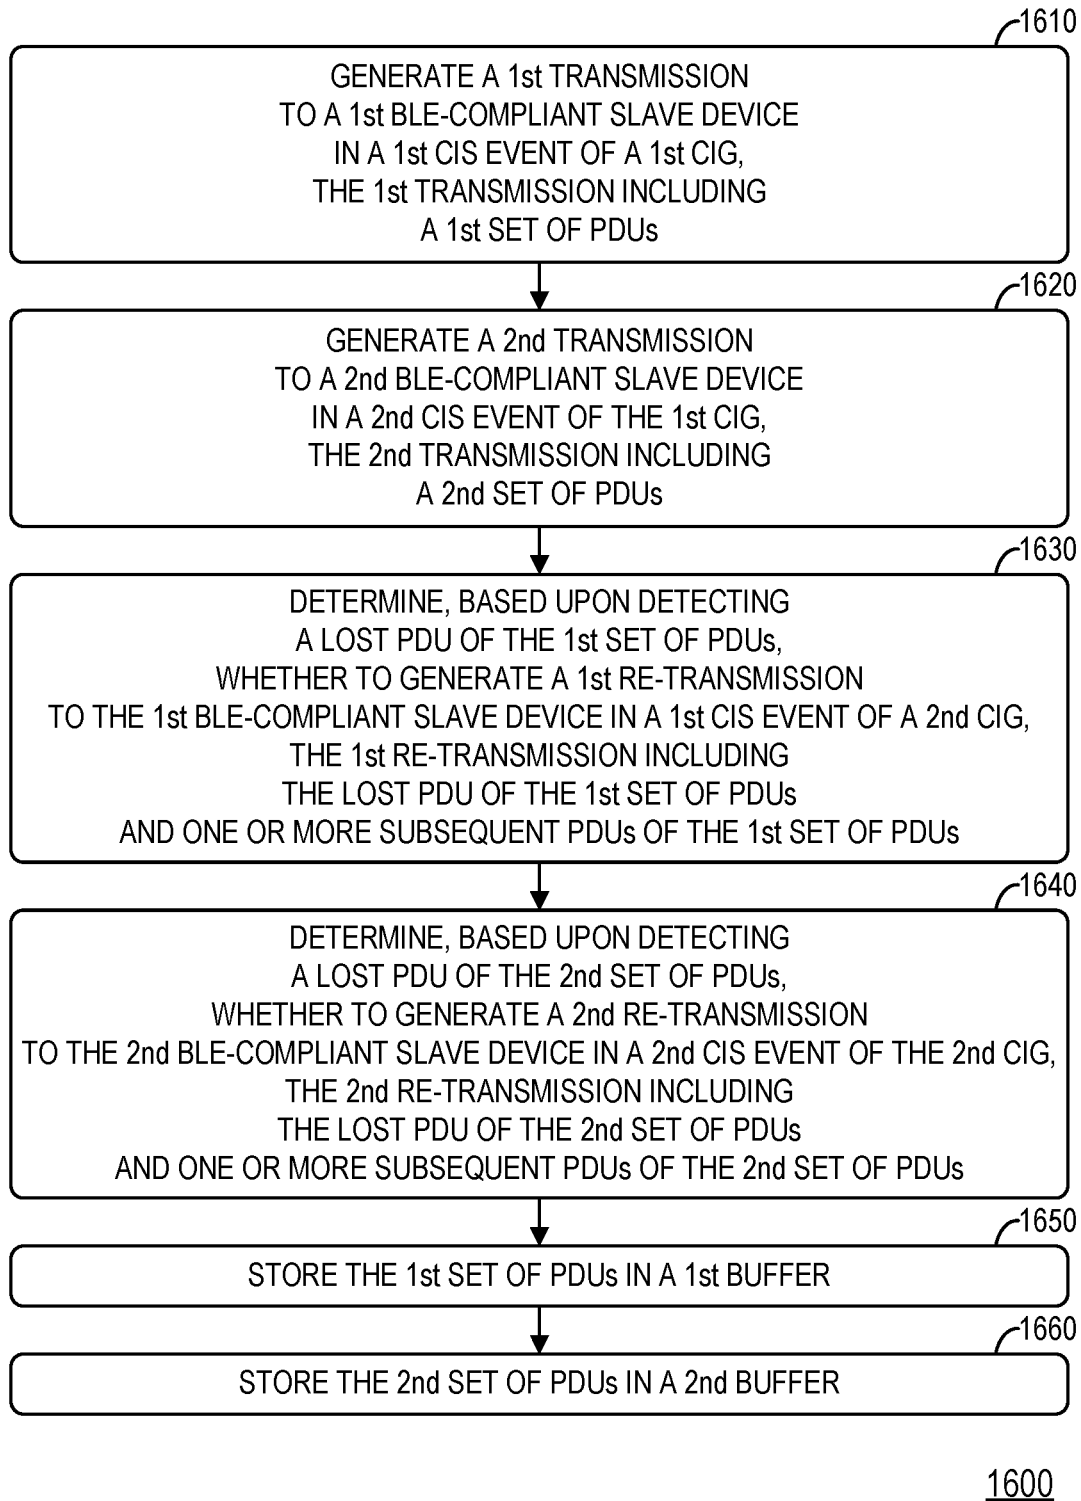 1610
GENERATE A 1st TRANSMISSION
TO A 1st BLE-COMPLIANT SLAVE DEVICE
IN A 1st CIS EVENT OF A 1st CIG,
THE 1st TRANSMISSION INCLUDING
A 1st SET OF PDUs
1620
GENERATE A 2nd TRANSMISSION
TO A 2nd BLE-COMPLIANT SLAVE DEVICE
IN A 2nd CIS EVENT OF THE 1st CIG,
THE 2nd TRANSMISSION INCLUDING
A 2nd SET OF PDUs
1630
DETERMINE, BASED UPON DETECTING
A LOST PDU OF THE 1st SET OF PDUs,
WHETHER TO GENERATE A 1st RE-TRANSMISSION
TO THE 1st BLE-COMPLIANT SLAVE DEVICE IN A 1st CIS EVENT OF A 2nd CIG,
THE 1st RE-TRANSMISSION INCLUDING
THE LOST PDU OF THE 1st SET OF PDUs
AND ONE OR MORE SUBSEQUENT PDUs OF THE 1st SET OF PDUs
1640
DETERMINE, BASED UPON DETECTING
A LOST PDU OF THE 2nd SET OF PDUs,
WHETHER TO GENERATE A 2nd RE-TRANSMISSION
TO THE 2nd BLE-COMPLIANT SLAVE DEVICE IN A 2nd CIS EVENT OF THE 2nd CIG,
THE 2nd RE-TRANSMISSION INCLUDING
THE LOST PDU OF THE 2nd SET OF PDUs
AND ONE OR MORE SUBSEQUENT PDUs OF THE 2nd SET OF PDUs
1650
STORE THE 1st SET OF PDUs IN A 1st BUFFER
1660
STORE THE 2nd SET OF PDUs IN A 2nd BUFFER
1600